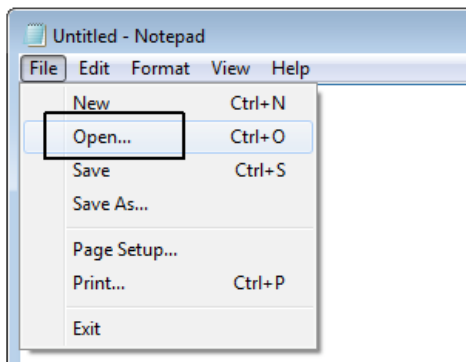 Untitled - Notepad
File Edit Format View Help
New Ctrl+N
Open... Ctrl+O
Save Ctrl+S
Save As...
Page Setup...
Print... Ctrl+P
Exit